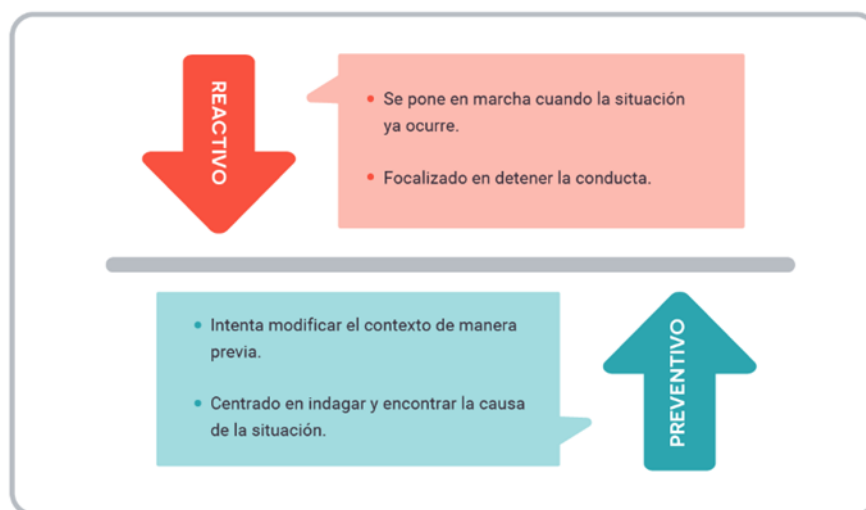 REACTIVO
• Se pone en marcha cuando la situación
ya ocurre.
• Focalizado en detener la conducta.
• Intenta modificar el contexto de manera
previa.
• Centrado en indagar y encontrar la causa
de la situación.
PREVENTIVO